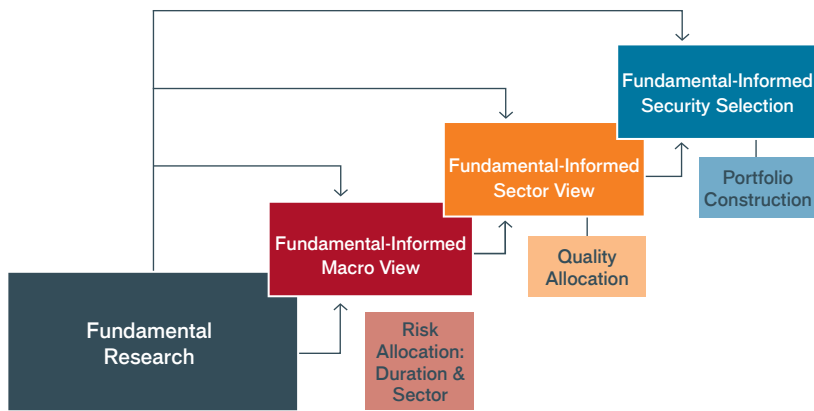 Fundamental-Informed
Security Selection
Fundamental-Informed
Sector View
Portfolio
Construction
Fundamental-Informed
Macro View
Quality
Allocation
Fundamental
Research
Risk
Allocation:
Duration &
Sector